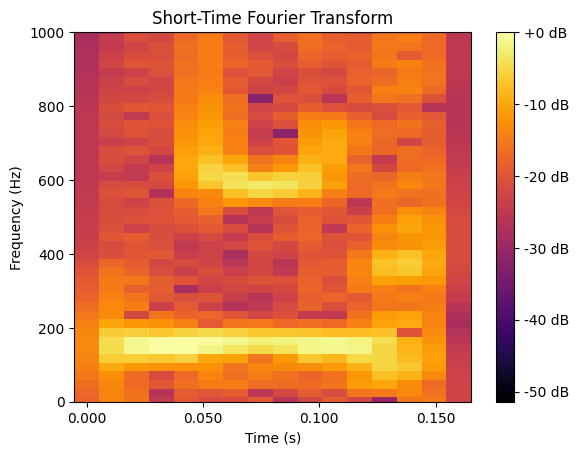 Short-Time Fourier Transform
1000
800
600
400
200
0
Frequency (Hz)
0.000
0.050
0.100
0.150
Time (s)
+0 dB
-10 dB
-20 dB
-30 dB
-40 dB
-50 dB